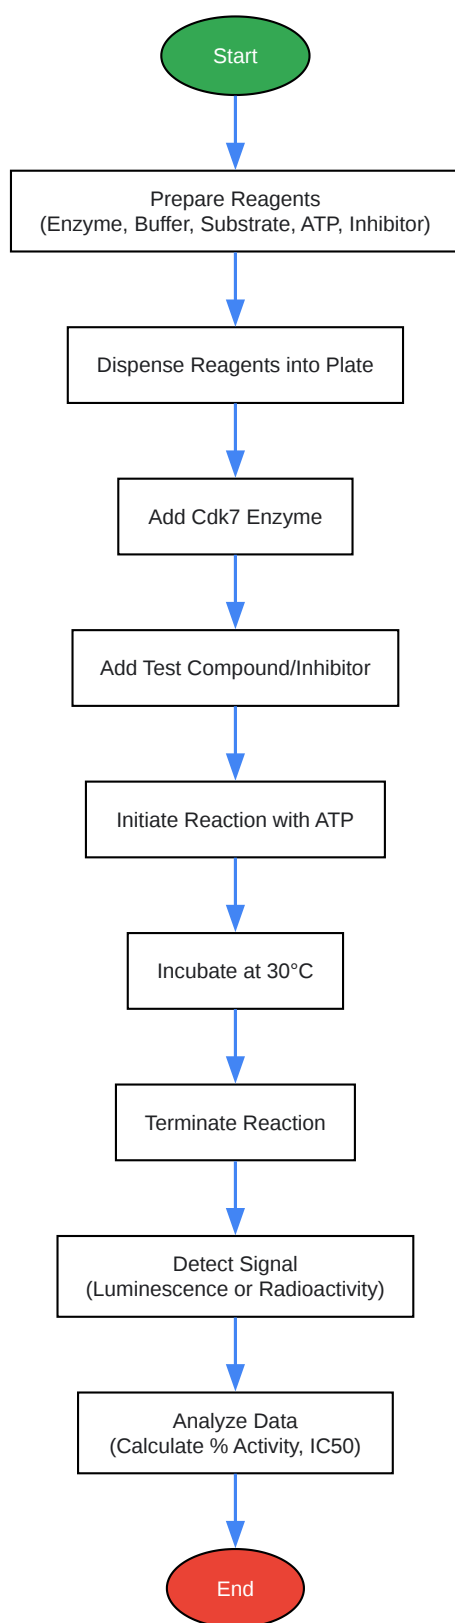 Start
Prepare Reagents
(Enzyme, Buffer, Substrate, ATP, Inhibitor)
Dispense Reagents into Plate
Add Cdk7 Enzyme
Add Test Compound/Inhibitor
Initiate Reaction with ATP
Incubate at 30°C
Terminate Reaction
Detect Signal
(Luminescence or Radioactivity)
Analyze Data
(Calculate % Activity, IC50)
End